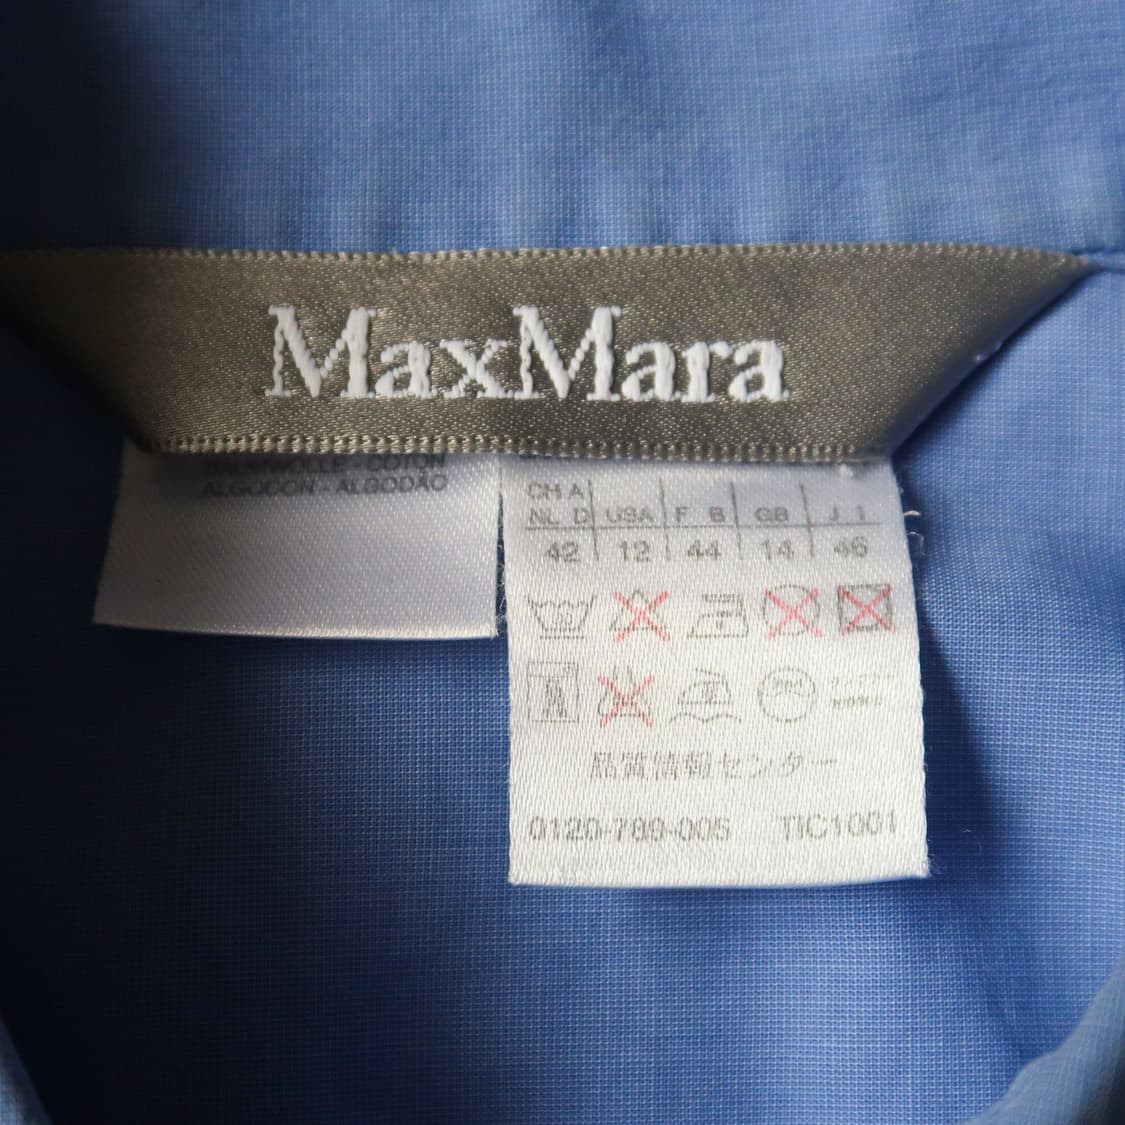 MaxMara
BAUMWOLLE - COTON
ALGODON - ALGODAO
CH A
NL D USA F B GB J I
42 12 44 14 46
品質情報センター
0120-789-005 TIC1001